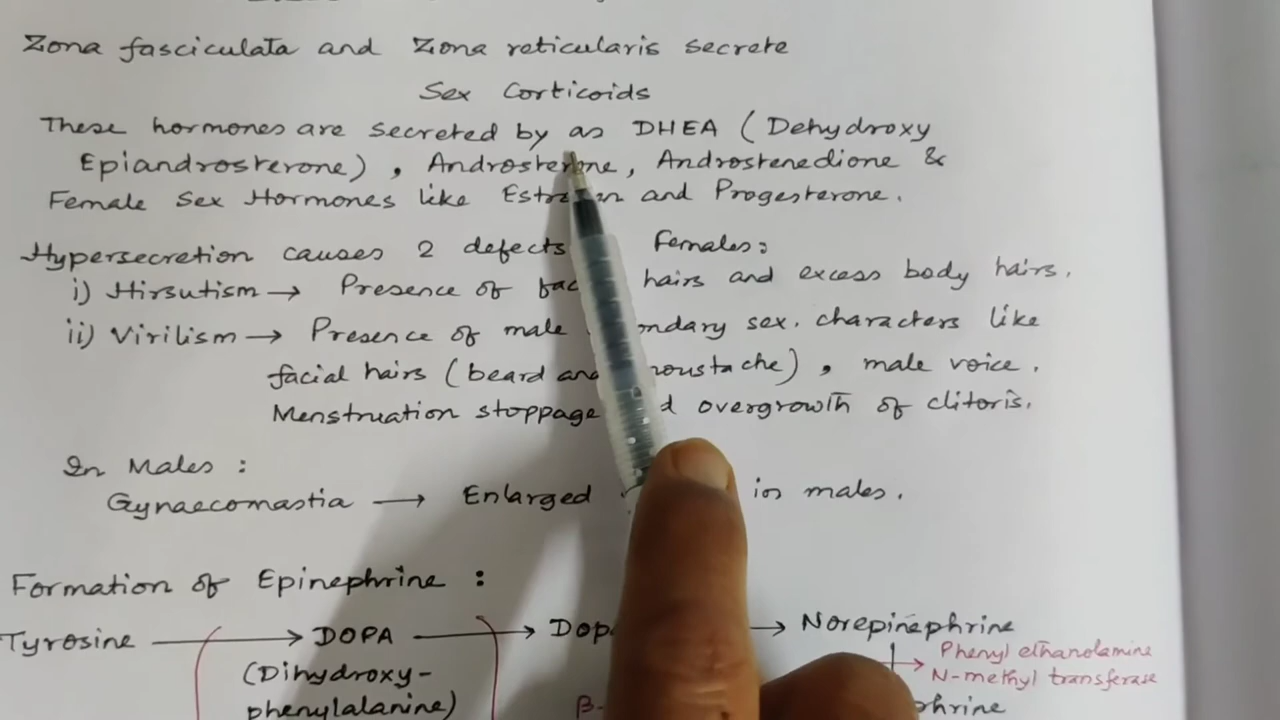 Zona fasciculata and Zona reticularis secrete
Sex Corticoids
These hormones are secreted by as DHEA (Dehydroxy
Epiandrosterone), Androsterone, Androstenedione &
Female Sex Hormones like and Progesterone.
Hypersecretion causes 2 defects Females:
i) Hirsutism → Presence of hairs and excess body hairs.
ii) Virilism → Presence of male sex. characters like
facial hairs (beard and moustache), male voice.
Menstruation stoppage overgrowth of clitoris.
In Males:
Gynaecomastia → Enlarged in males.
Formation of Epinephrine:
Tyrosine → DOPA → → Norepinephrine
(Dihydroxy-
phenylalanine)
Phenyl ethanolamine
N-methyl transferase
β-